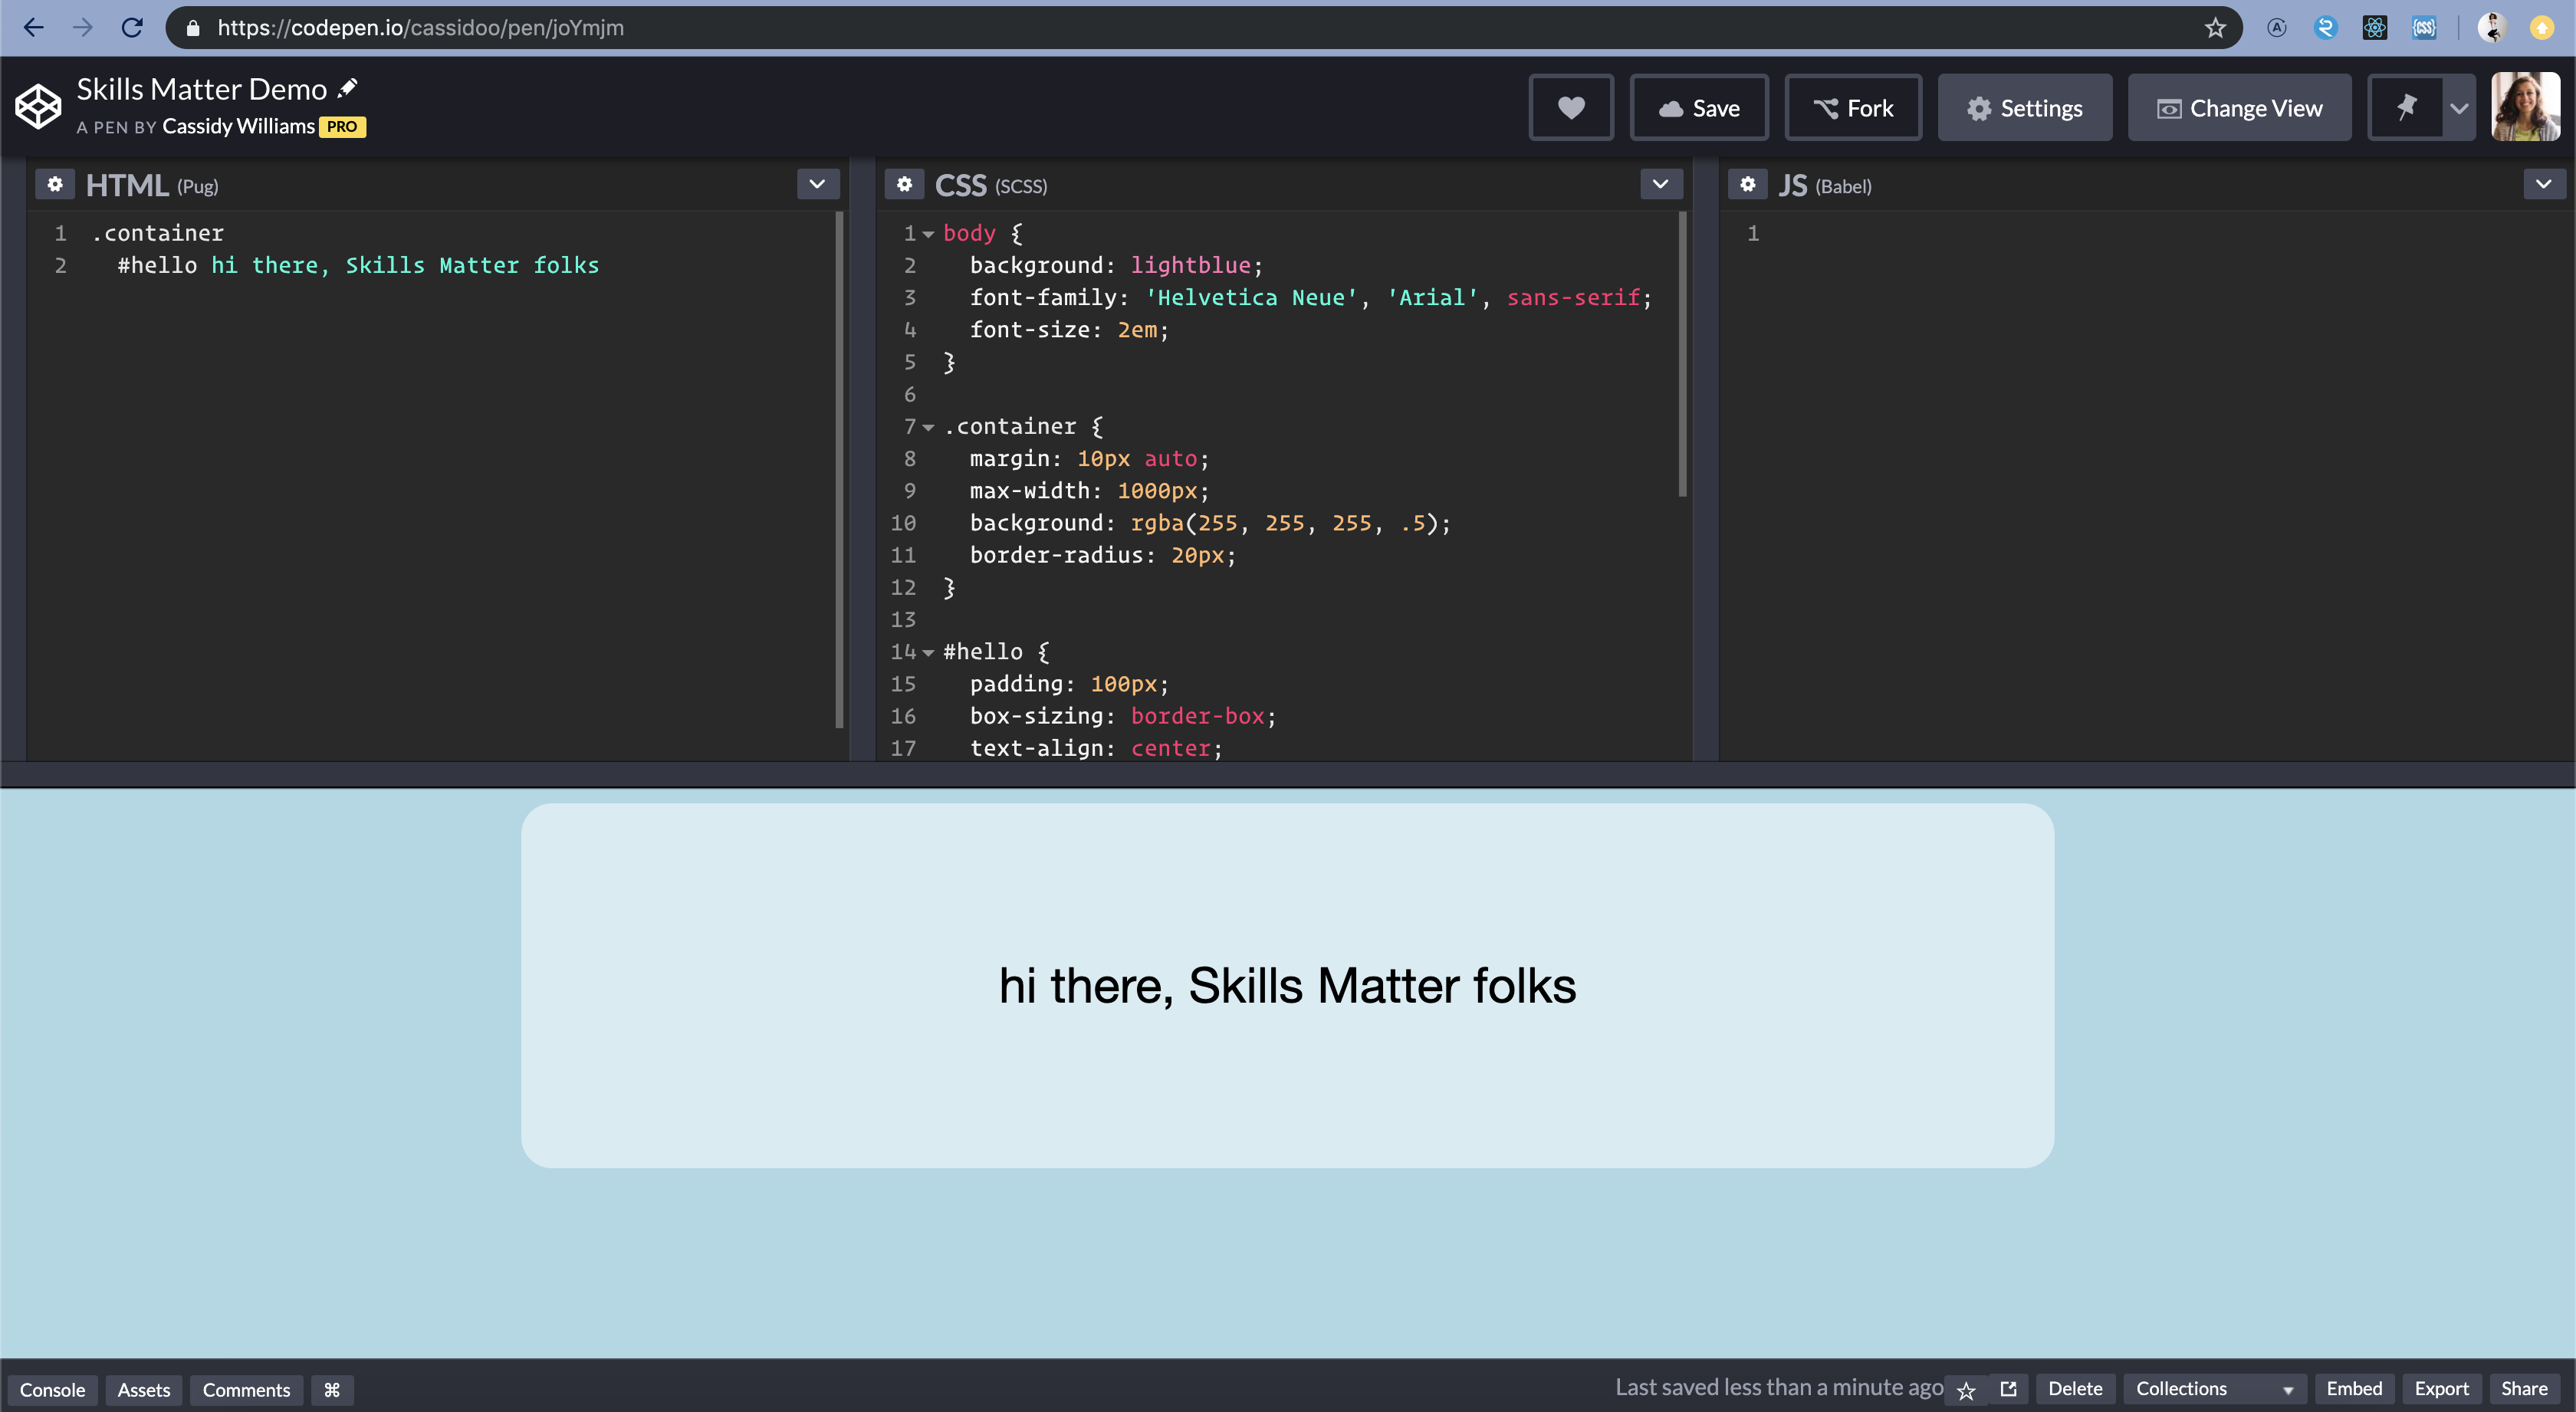 https://codepen.io/cassidoo/pen/joYmjm
Skills Matter Demo
A PEN BY Cassidy Williams PRO
Save
Fork
Settings
Change View
HTML (Pug)
1 .container
2 #hello hi there, Skills Matter folks
CSS (SCSS)
1 body {
2 background: lightblue;
3 font-family: 'Helvetica Neue', 'Arial', sans-serif;
4 font-size: 2em;
5 }
6
7 .container {
8 margin: 10px auto;
9 max-width: 1000px;
10 background: rgba(255, 255, 255, .5);
11 border-radius: 20px;
12 }
13
14 #hello {
15 padding: 100px;
16 box-sizing: border-box;
17 text-align: center;
JS (Babel)
1
hi there, Skills Matter folks
Console
Assets
Comments
⌘
Last saved less than a minute ago
Delete
Collections
Embed
Export
Share